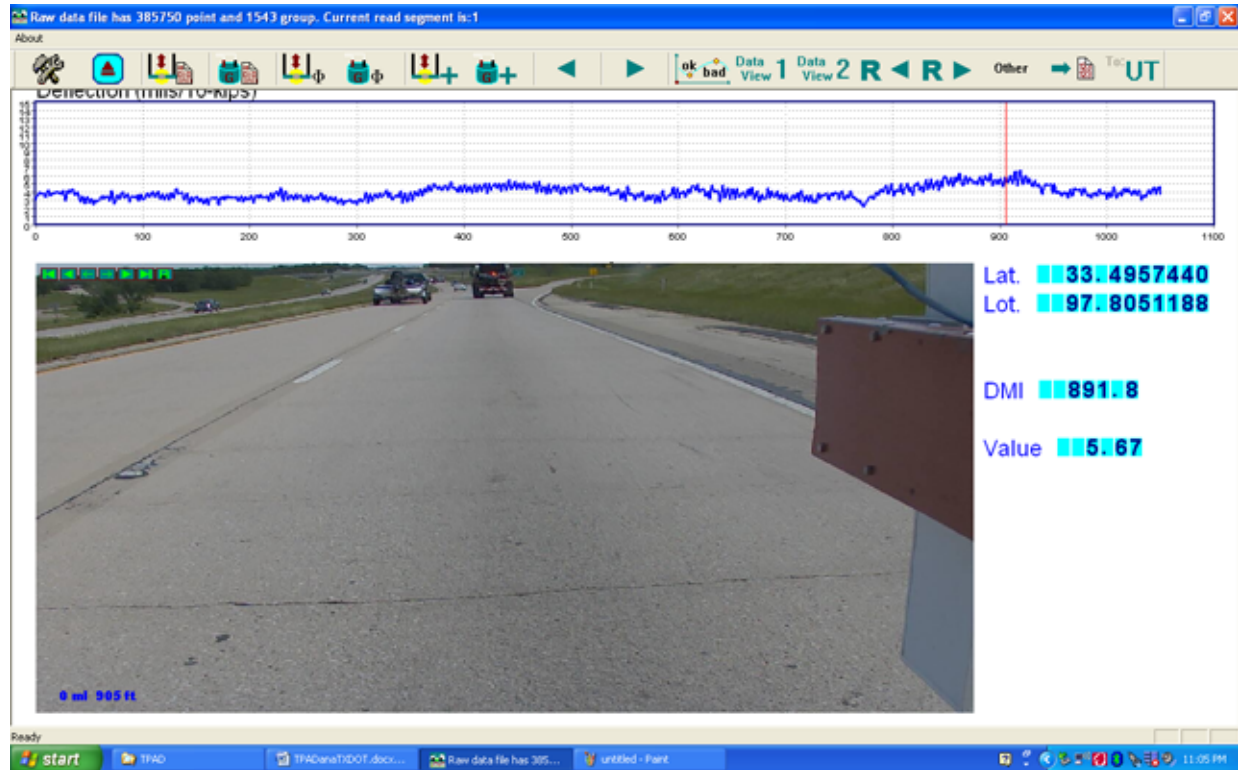 Raw data file has 385750 point and 1543 group. Current read segment is:1
About
G G Φ G Φ G ok bad Data View 1 Data View 2 R R Other To: UT
Deflection (mils/10-kips)
0 100 200 300 400 500 600 700 800 900 1000 1100
Lat. 33.4957440
Lot. 97.8051188
DMI 891.8
Value 5.67
0 ml 905 ft
Ready
start TPAD TPADanaTXDOT.docx... Raw data file has 385... untitled - Paint 11:05 PM